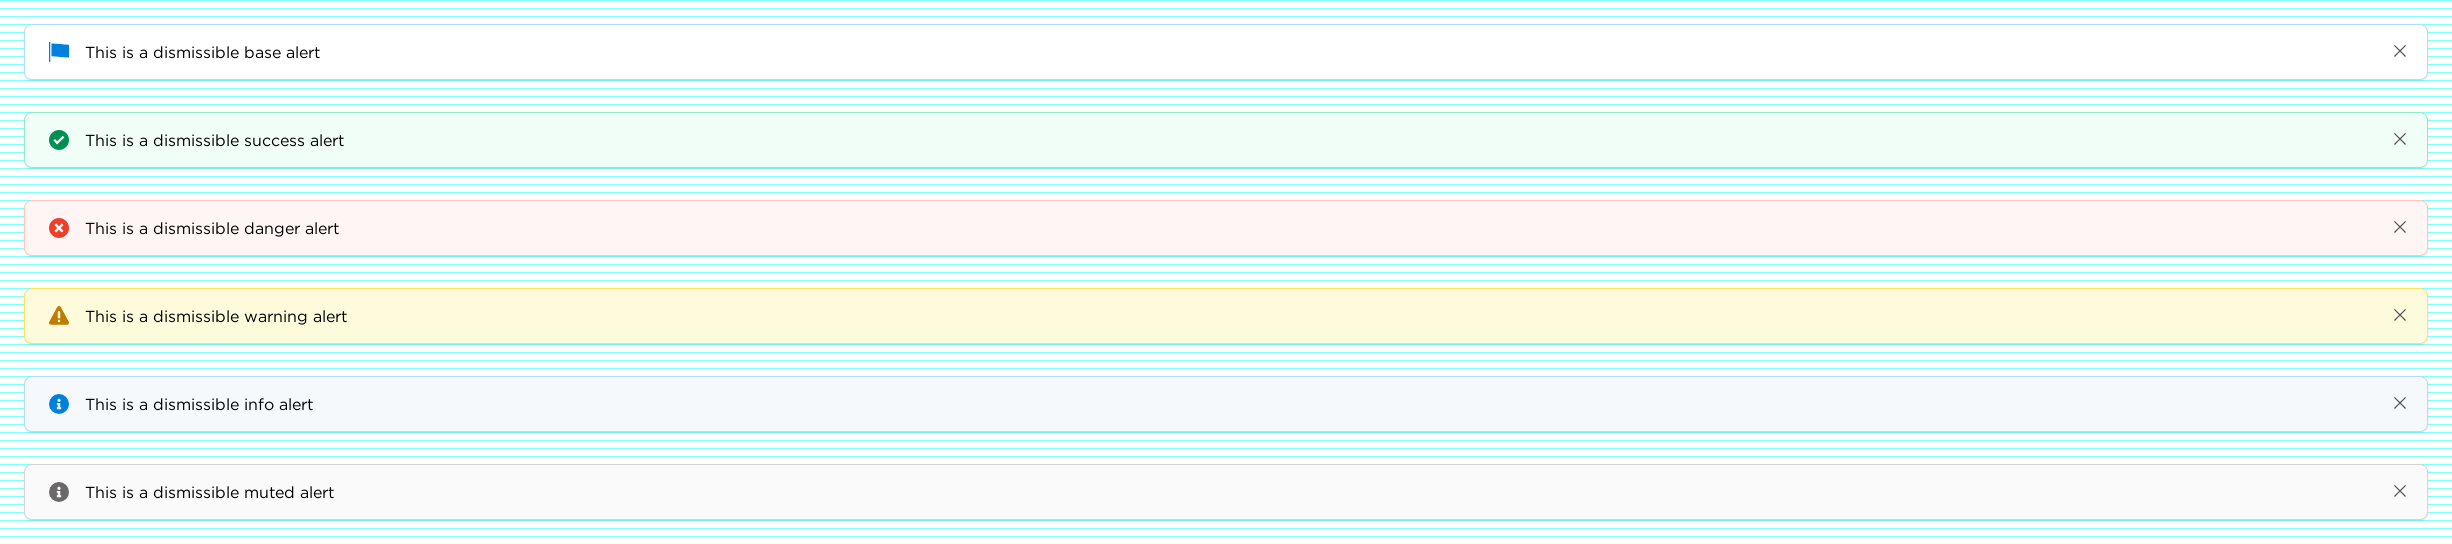 This is a dismissible base alert
This is a dismissible success alert
This is a dismissible danger alert
This is a dismissible warning alert
This is a dismissible info alert
This is a dismissible muted alert